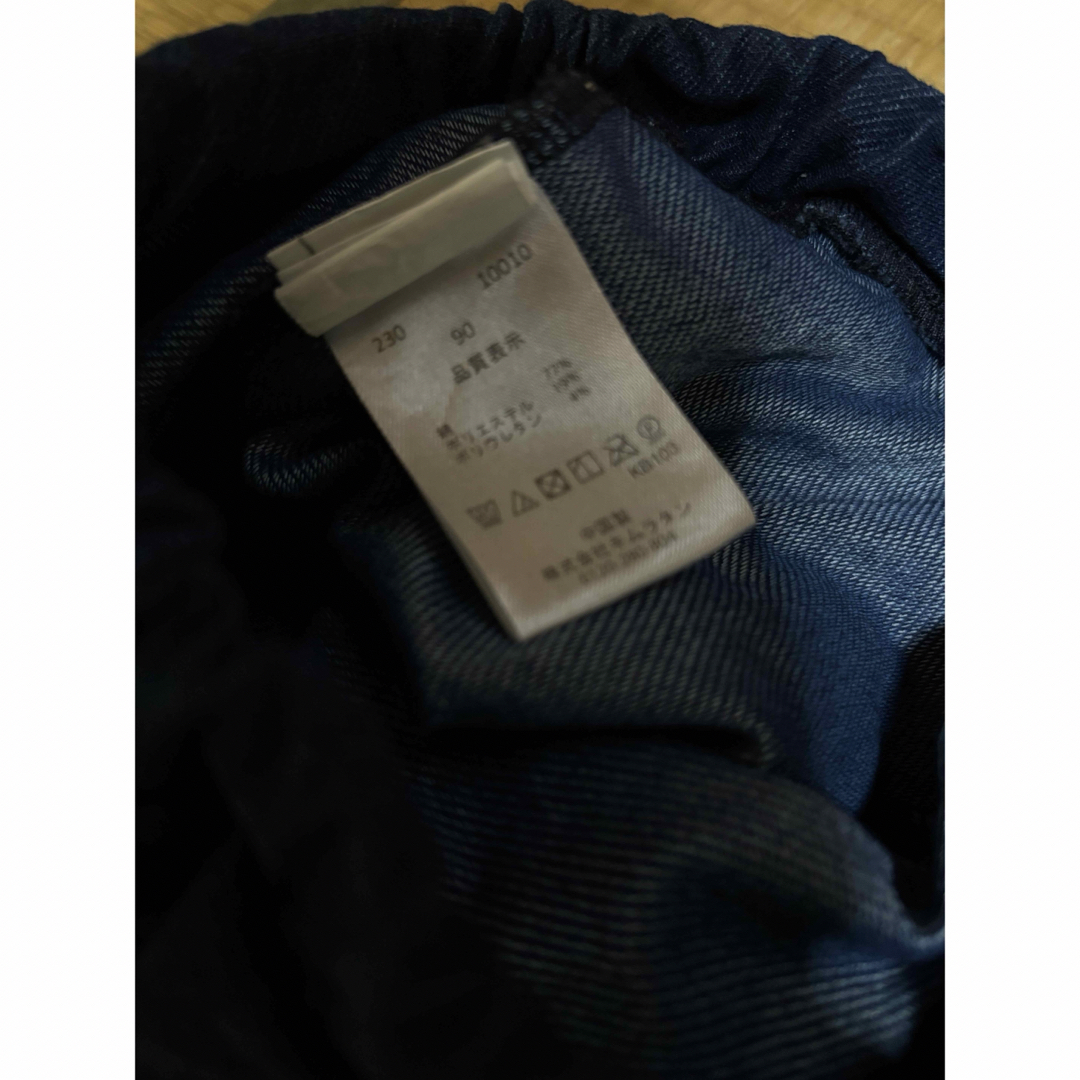 10010
230 90
品質表示
綿 77%
ポリエステル 19%
ポリウレタン 4%
KB103
中国製
株式会社キムラタン